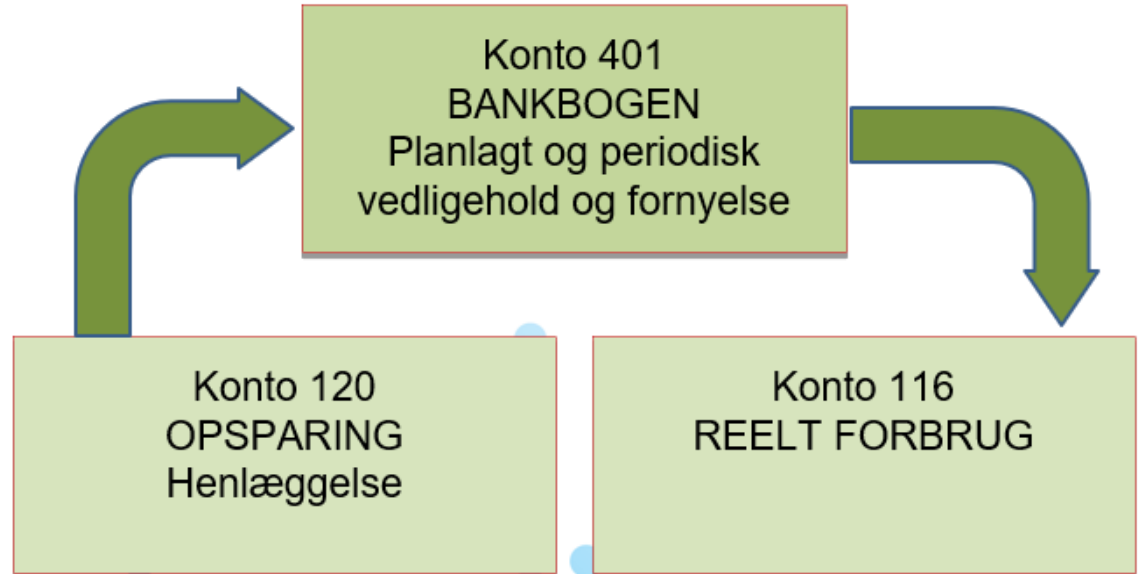 Konto 401
BANKBOGEN
Planlagt og periodisk
vedligehold og fornyelse
Konto 120
OPSPARING
Henlæggelse
Konto 116
REELT FORBRUG